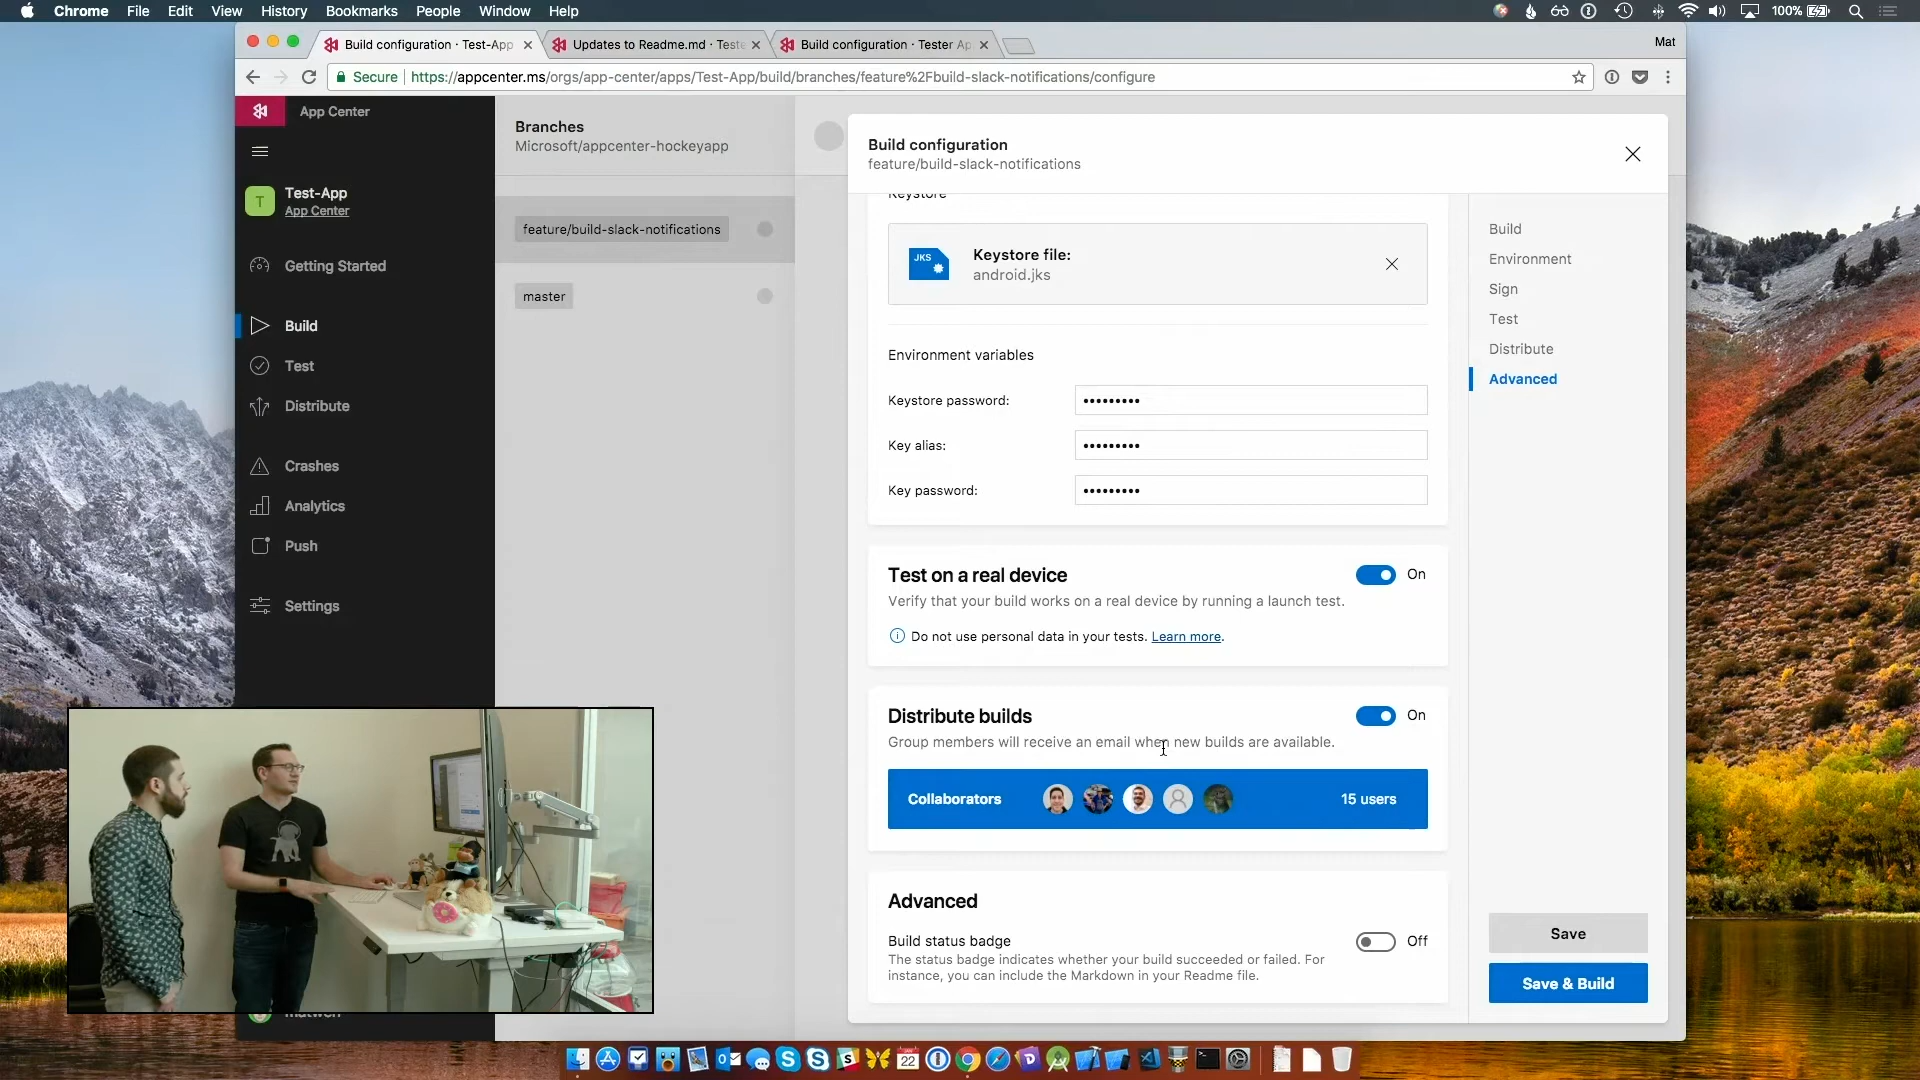 Chrome File Edit View History Bookmarks People Window Help 100%
Build configuration · Test-App
Updates to Readme.md · Teste
Build configuration · Tester Ap
Mat
Secure https://appcenter.ms/orgs/app-center/apps/Test-App/build/branches/feature%2Fbuild-slack-notifications/configure
App Center
T
Test-App
App Center
Getting Started
Build
Test
Distribute
Crashes
Analytics
Push
Settings
Branches
Microsoft/appcenter-hockeyapp
feature/build-slack-notifications
master
Build configuration
feature/build-slack-notifications
Keystore
JKS
Keystore file:
android.jks
Environment variables
Keystore password: •••••••••
Key alias: •••••••••
Key password: •••••••••
Test on a real device On
Verify that your build works on a real device by running a launch test.
Do not use personal data in your tests. Learn more.
Distribute builds On
Group members will receive an email when new builds are available.
Collaborators 15 users
Advanced
Build status badge Off
The status badge indicates whether your build succeeded or failed. For
instance, you can include the Markdown in your Readme file.
Build
Environment
Sign
Test
Distribute
Advanced
Save
Save & Build
22